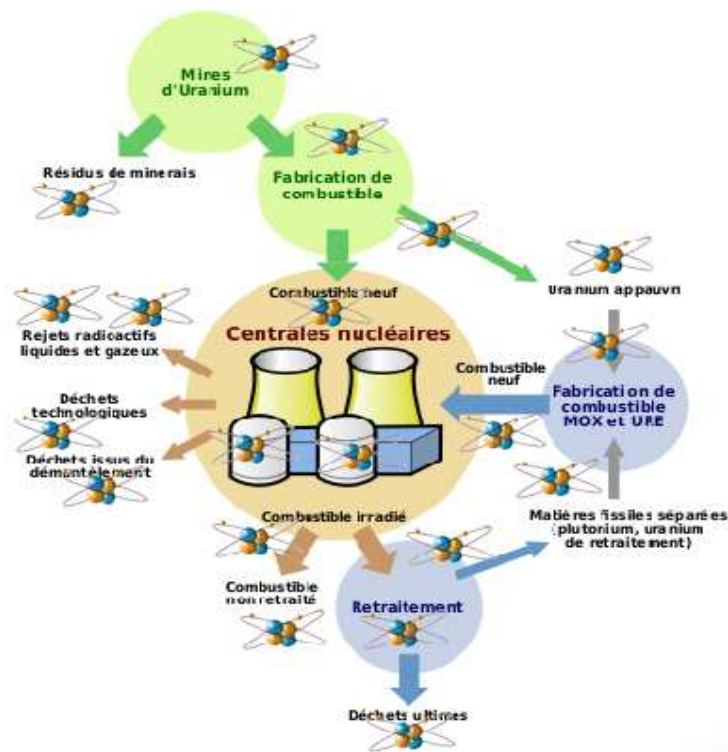 Mines
d'Uranium
Résidus de minerais
Fabrication de
combustible
Combustible neuf
Uranium appauvri
Centrales nucléaires
Rejets radioactifs
liquides et gazeux
Combustible
neuf
Fabrication de
combustible
MOX et URE
Déchets
technologiques
Déchets issus du
démantèlement
Combustible irradié
Matières fissiles séparées
(plutonium, uranium
de retraitement)
Combustible
non retraité
Retraitement
Déchets ultimes